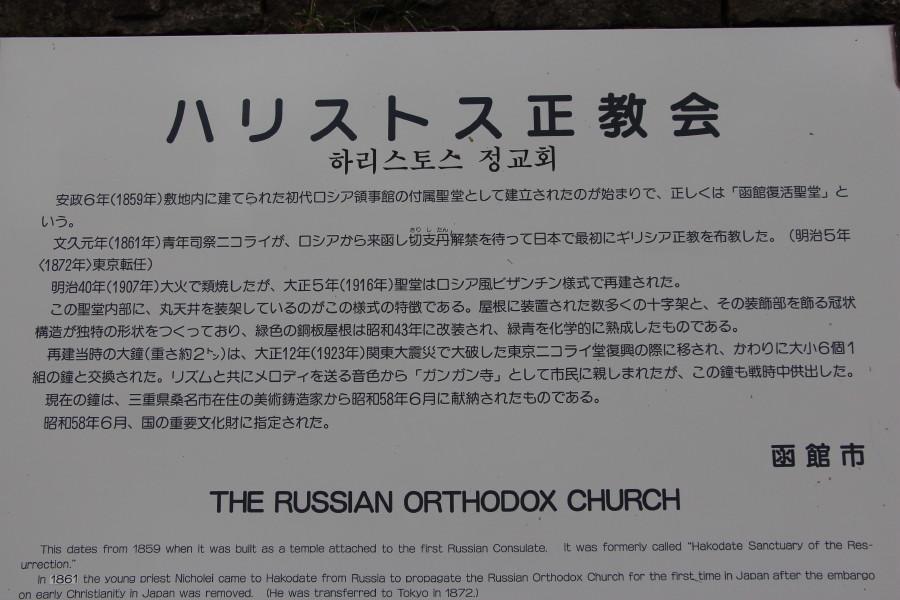 ハリストス正教会
하리스토스 정교회
安政6年(1859年)敷地内に建てられた初代ロシア領事館の付属聖堂として建立されたのが始まりで、正しくは「函館復活聖堂」と
いう。
文久元年(1861年)青年司祭ニコライが、ロシアから来函し切支丹解禁を待って日本で最初にギリシア正教を布教した。（明治5年
〈1872年〉東京転任）
明治40年(1907年)大火で類焼したが、大正5年(1916年)聖堂はロシア風ビザンチン様式で再建された。
この聖堂内部に、丸天井を装架しているのがこの様式の特徴である。屋根に装置された数多くの十字架と、その装飾部を飾る冠状
構造が独特の形状をつくっており、緑色の銅板屋根は昭和43年に改装され、緑青を化学的に熟成したものである。
再建当時の大鐘(重さ約2㌧)は、大正12年(1923年)関東大震災で大破した東京ニコライ堂復興の際に移され、かわりに大小6個1
組の鐘と交換された。リズムと共にメロディを送る音色から「ガンガン寺」として市民に親しまれたが、この鐘も戦時中供出した。
現在の鐘は、三重県桑名市在住の美術鋳造家から昭和58年6月に献納されたものである。
昭和58年6月、国の重要文化財に指定された。
函館市
THE RUSSIAN ORTHODOX CHURCH
This dates from 1859 when it was built as a temple attached to the first Russian Consulate. It was formerly called "Hakodate Sanctuary of the Res-
urrection."
In 1861 the young priest Nicholei came to Hakodate from Russia to propagate the Russian Orthodox Church for the first time in Japan after the embargo
on early Christianity in Japan was removed. (He was transferred to Tokyo in 1872.)